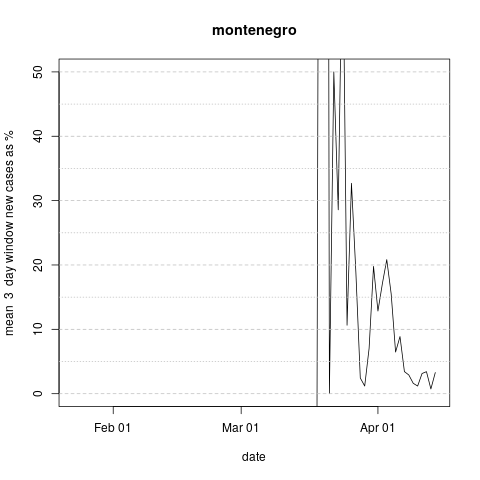 montenegro
mean 3 day window new cases as %
50
40
30
20
10
0
Feb 01
Mar 01
Apr 01
date